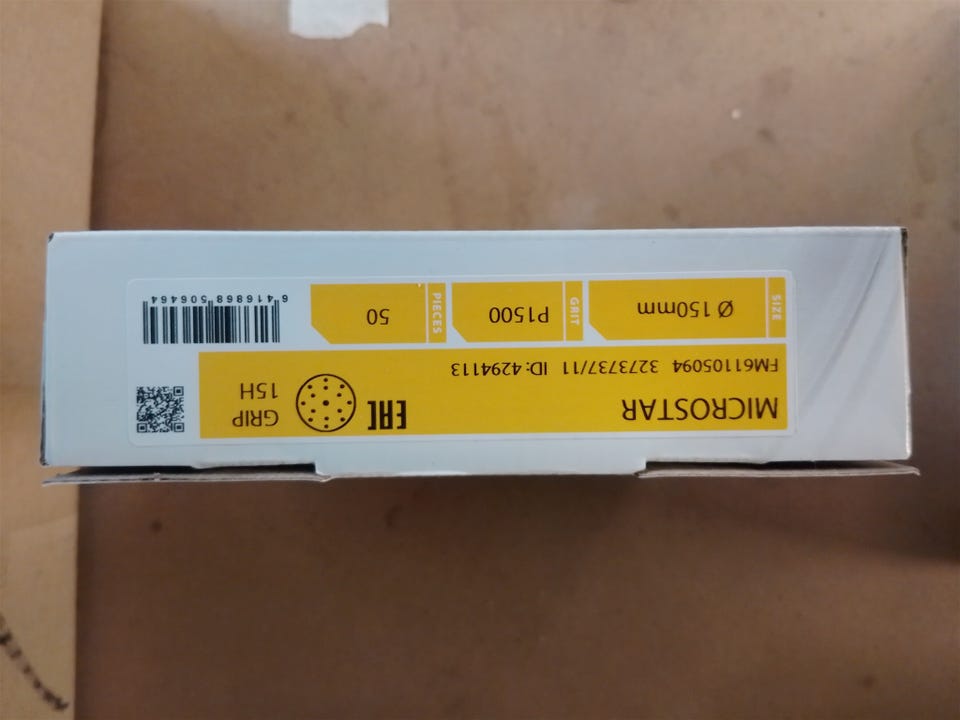 MICROSTAR
EAC
GRIP
15H
FM61105094 3273737/11 ID: 4294113
SIZE
Ø 150mm
GRIT
P1500
PIECES
50
6 416868 506464